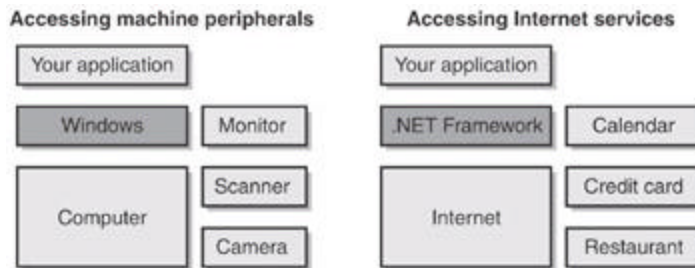 Accessing machine peripherals
Your application
Windows
Monitor
Computer
Scanner
Camera
Accessing Internet services
Your application
.NET Framework
Calendar
Internet
Credit card
Restaurant